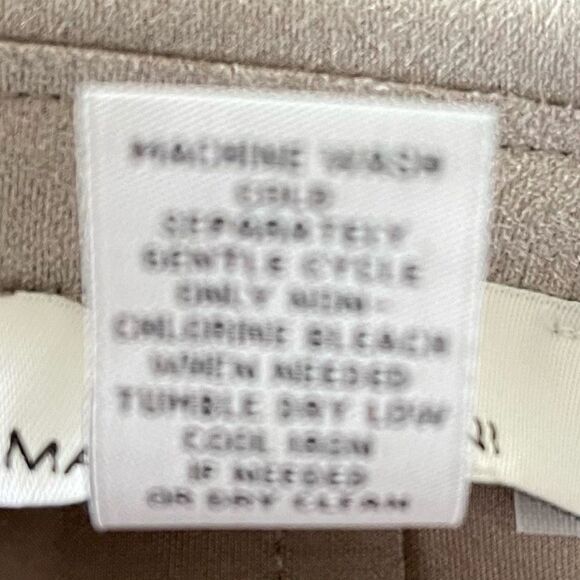 MACHINE WASH
COLD
SEPARATELY
GENTLE CYCLE
ONLY NON-
CHLORINE BLEACH
WHEN NEEDED
TUMBLE DRY LOW
COOL IRON
IF NEEDED
OR DRY CLEAN